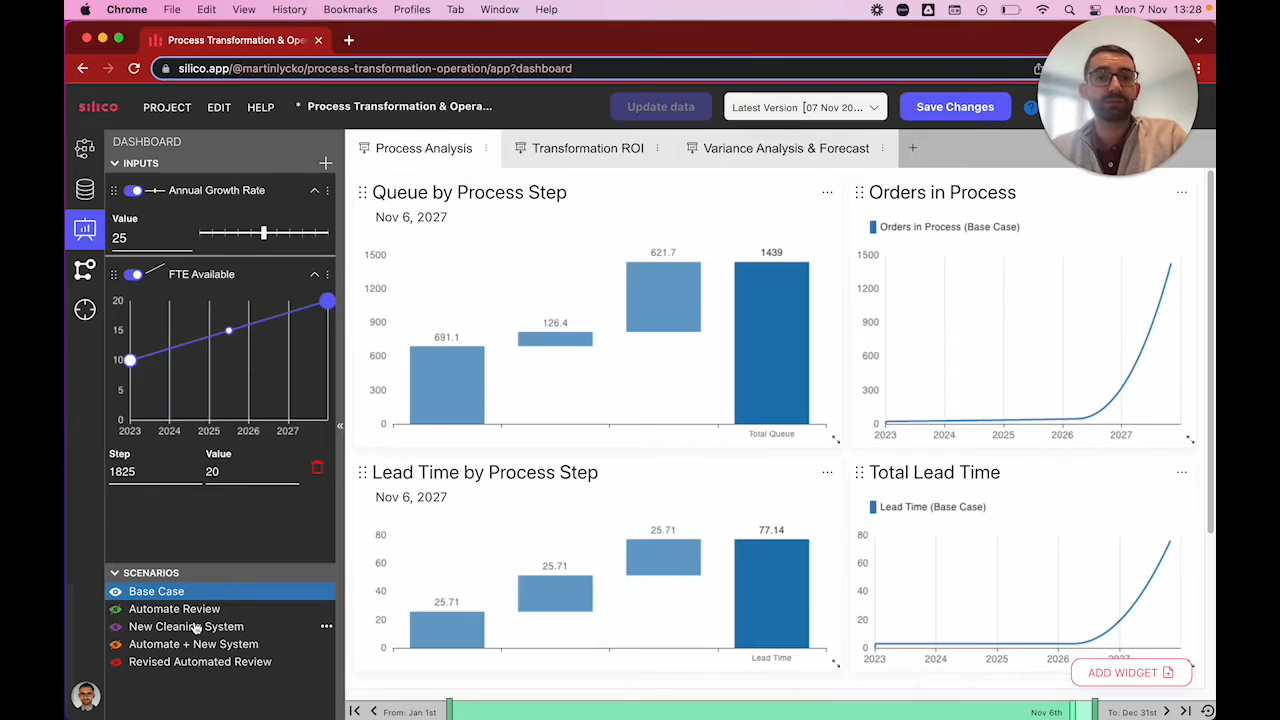 Chrome File Edit View History Bookmarks Profiles Tab Window Help Mon 7 Nov 13:28
Process Transformation & Ope
silico.app/@martinlycko/process-transformation-operation/app?dashboard
silico PROJECT EDIT HELP * Process Transformation & Opera... Update data Latest Version [07 Nov 20... Save Changes ?
DASHBOARD
INPUTS
Annual Growth Rate
Value
25
FTE Available
20
15
10
5
0
2023 2024 2025 2026 2027
Step Value
1825 20
SCENARIOS
Base Case
Automate Review
New Cleaning System
Automate + New System
Revised Automated Review
Process Analysis Transformation ROI Variance Analysis & Forecast
Queue by Process Step
Nov 6, 2027
1500
1200
900
600
300
0
691.1
126.4
621.7
1439
Total Queue
Orders in Process
Orders in Process (Base Case)
1500
1200
900
600
300
0
2023 2024 2025 2026 2027
Lead Time by Process Step
Nov 6, 2027
80
60
40
20
0
25.71
25.71
25.71
77.14
Lead Time
Total Lead Time
Lead Time (Base Case)
80
60
40
20
0
2023 2024 2025 2026 2027
ADD WIDGET
From: Jan 1st Nov 6th To: Dec 31st